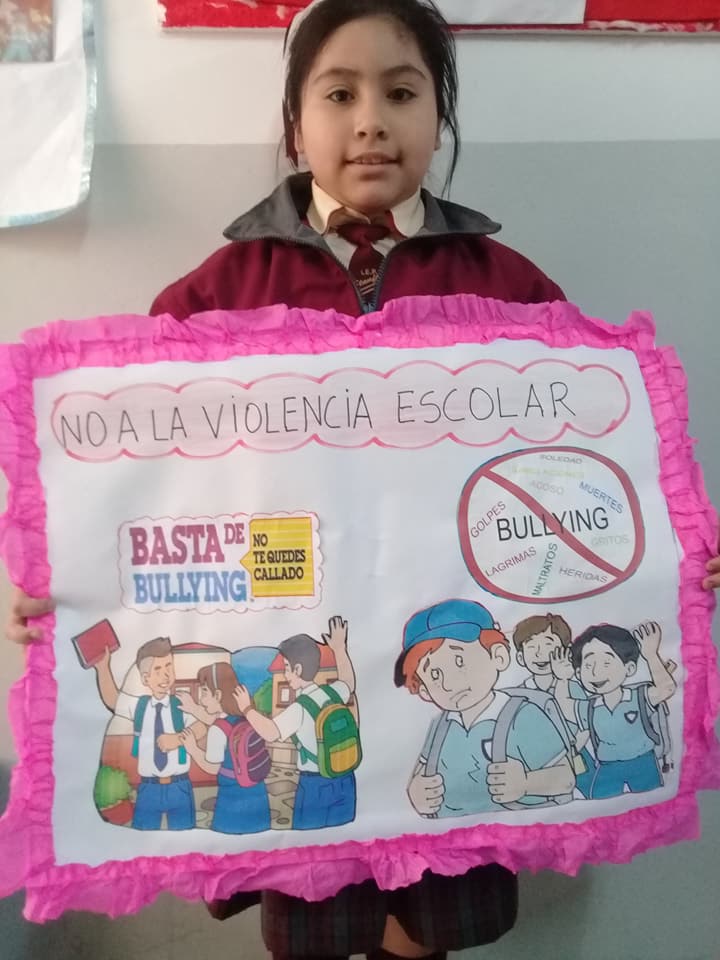 I.E.P.
NO A LA VIOLENCIA ESCOLAR
BASTA DE
BULLYING
NO
TE QUEDES
CALLADO
SOLEDAD
HUMILLACIONES
ACOSO
MUERTES
GOLPES
BULLYING
GRITOS
LAGRIMAS
MALTRATOS
HERIDAS